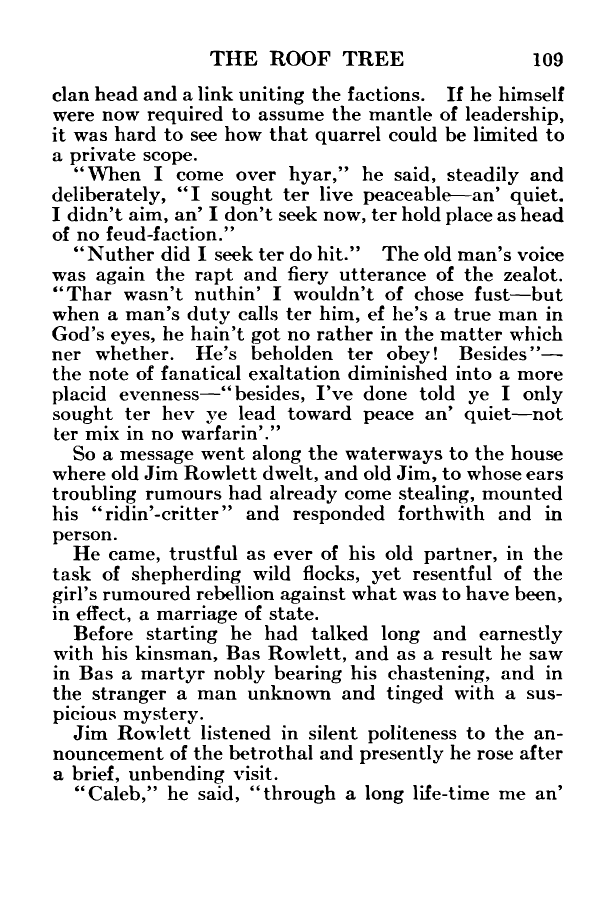 THE ROOF TREE 109
clan head and a link uniting the factions. If he himself
were now required to assume the mantle of leadership,
it was hard to see how that quarrel could be limited to
a private scope.
"When I come over hyar," he said, steadily and
deliberately, "I sought ter live peaceable—an' quiet.
I didn't aim, an' I don't seek now, ter hold place as head
of no feud-faction."
"Nuther did I seek ter do hit." The old man's voice
was again the rapt and fiery utterance of the zealot.
"Thar wasn't nuthin' I wouldn't of chose fust—but
when a man's duty calls ter him, ef he's a true man in
God's eyes, he hain't got no rather in the matter which
ner whether. He's beholden ter obey! Besides"—
the note of fanatical exaltation diminished into a more
placid evenness—"besides, I've done told ye I only
sought ter hev ye lead toward peace an' quiet—not
ter mix in no warfarin'."
So a message went along the waterways to the house
where old Jim Rowlett dwelt, and old Jim, to whose ears
troubling rumours had already come stealing, mounted
his "ridin'-critter" and responded forthwith and in
person.
He came, trustful as ever of his old partner, in the
task of shepherding wild flocks, yet resentful of the
girl's rumoured rebellion against what was to have been,
in effect, a marriage of state.
Before starting he had talked long and earnestly
with his kinsman, Bas Rowlett, and as a result he saw
in Bas a martyr nobly bearing his chastening, and in
the stranger a man unknown and tinged with a sus-
picious mystery.
Jim Rowlett listened in silent politeness to the an-
nouncement of the betrothal and presently he rose after
a brief, unbending visit.
"Caleb," he said, "through a long life-time me an'